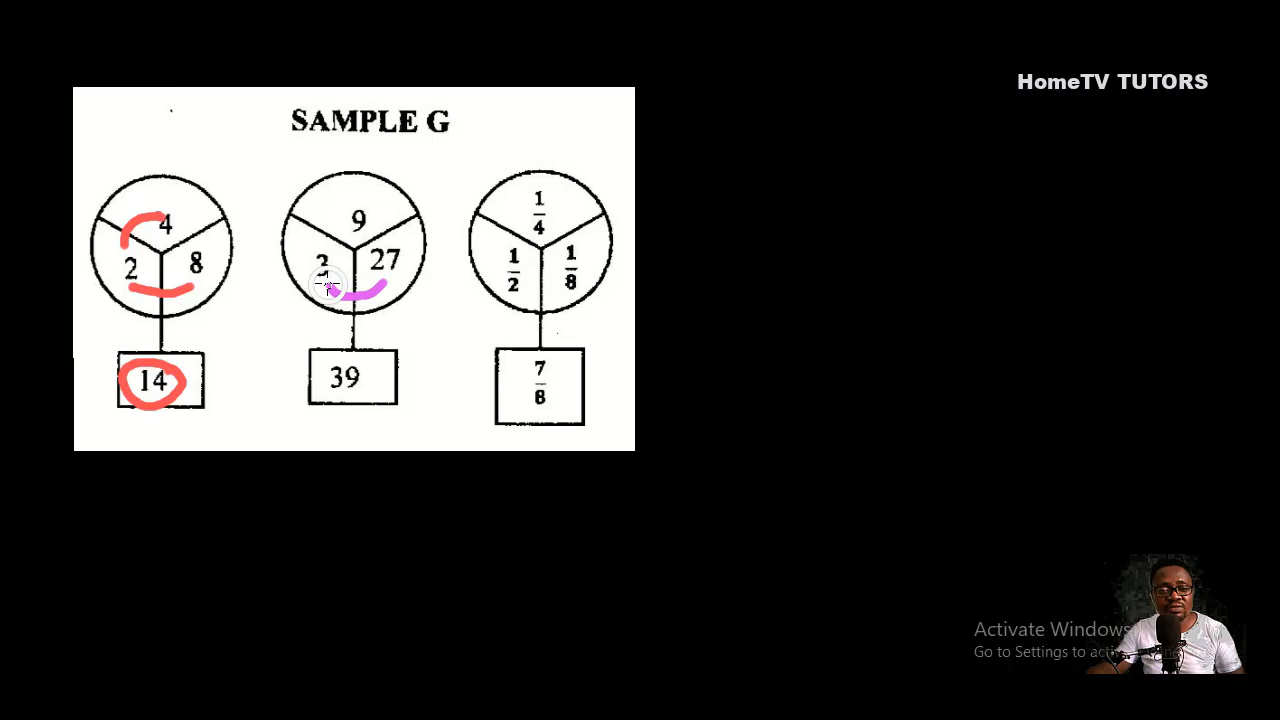 HomeTV TUTORS
SAMPLE G
4
2 8
14
9
3 27
39
1/4
1/2 1/8
7/8
Activate Windows
Go to Settings to